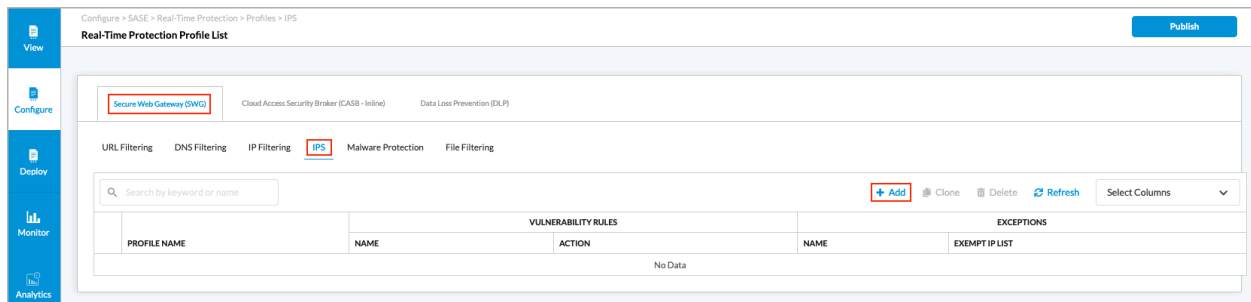 Configure > SASE > Real-Time Protection > Profiles > IPS
Real-Time Protection Profile List
Publish
View
Configure
Deploy
Monitor
Analytics
Secure Web Gateway (SWG) Cloud Access Security Broker (CASB - Inline) Data Loss Prevention (DLP)
URL Filtering DNS Filtering IP Filtering IPS Malware Protection File Filtering
Search by keyword or name
+ Add Clone Delete Refresh Select Columns
VULNERABILITY RULES EXCEPTIONS
PROFILE NAME NAME ACTION NAME EXEMPT IP LIST
No Data